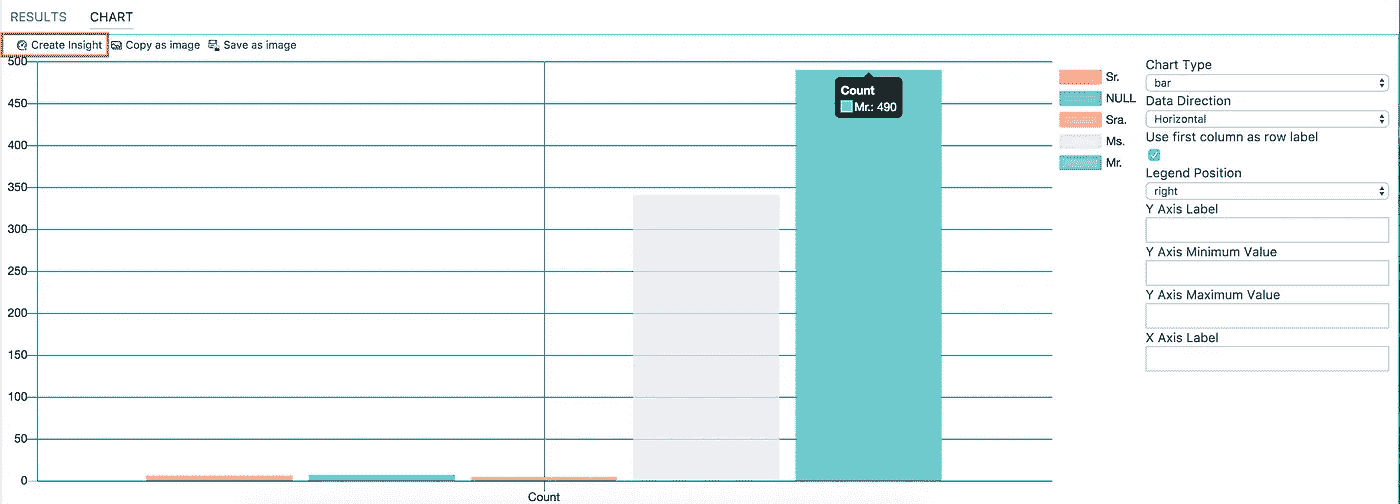 RESULTS CHART
Create Insight Copy as image Save as image
500
450
400
350
300
250
200
150
100
50
0
Count
Count
Mr.: 490
Sr.
NULL
Sra.
Ms.
Mr.
Chart Type
bar
Data Direction
Horizontal
Use first column as row label
Legend Position
right
Y Axis Label
Y Axis Minimum Value
Y Axis Maximum Value
X Axis Label